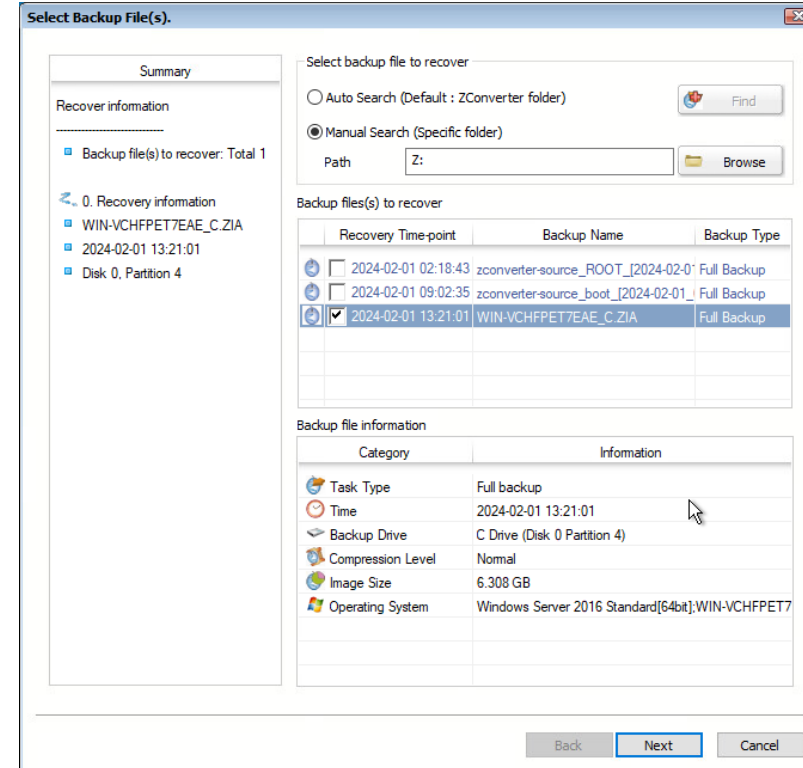 Select Backup File(s).
Summary
Recover information
------------------------------
Backup file(s) to recover: Total 1
0. Recovery information
WIN-VCHFPET7EAE_C.ZIA
2024-02-01 13:21:01
Disk 0, Partition 4
Select backup file to recover
Auto Search (Default : ZConverter folder)
Find
Manual Search (Specific folder)
Path Z: Browse
Backup files(s) to recover
Recovery Time-point Backup Name Backup Type
2024-02-01 02:18:43 zconverter-source_ROOT_[2024-02-0 Full Backup
2024-02-01 09:02:35 zconverter-source_boot_[2024-02-01_ Full Backup
2024-02-01 13:21:01 WIN-VCHFPET7EAE_C.ZIA Full Backup
Backup file information
Category Information
Task Type Full backup
Time 2024-02-01 13:21:01
Backup Drive C Drive (Disk 0 Partition 4)
Compression Level Normal
Image Size 6.308 GB
Operating System Windows Server 2016 Standard[64bit];WIN-VCHFPET7
Back Next Cancel